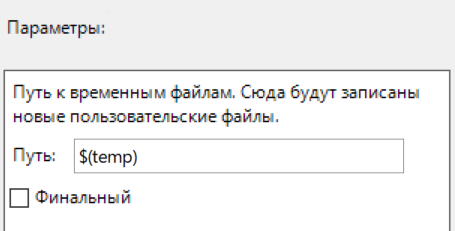 Параметры:
Путь к временным файлам. Сюда будут записаны
новые пользовательские файлы.
Путь: $(temp)
Финальный